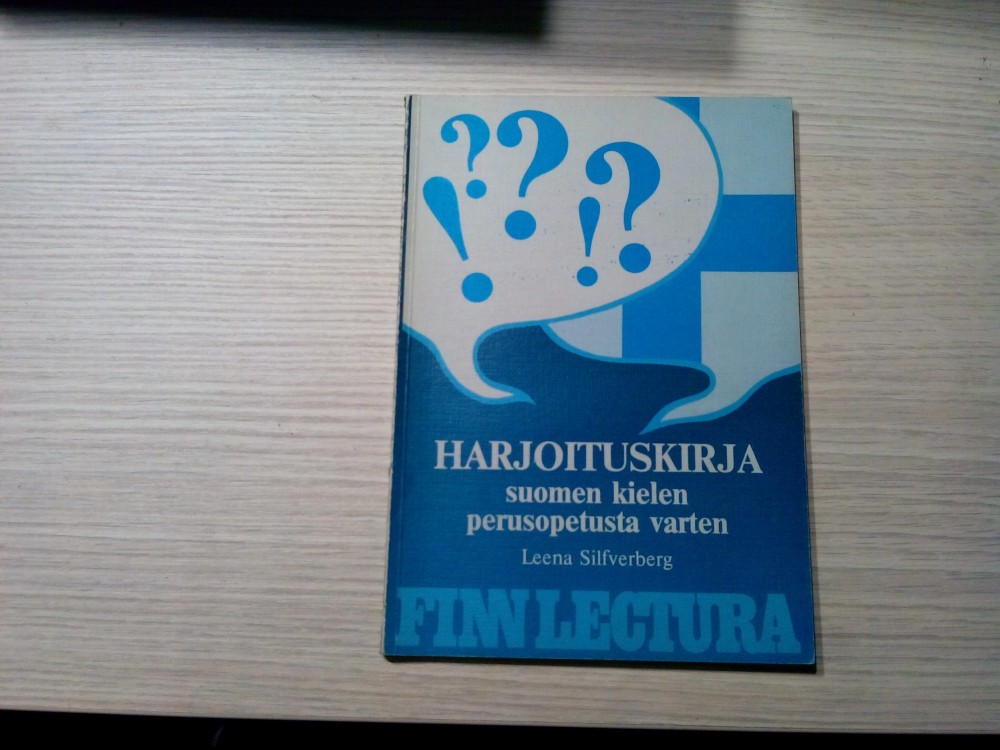 HARJOITUSKIRJA
suomen kielen
perusopetusta varten
Leena Silfverberg
FINN LECTURA